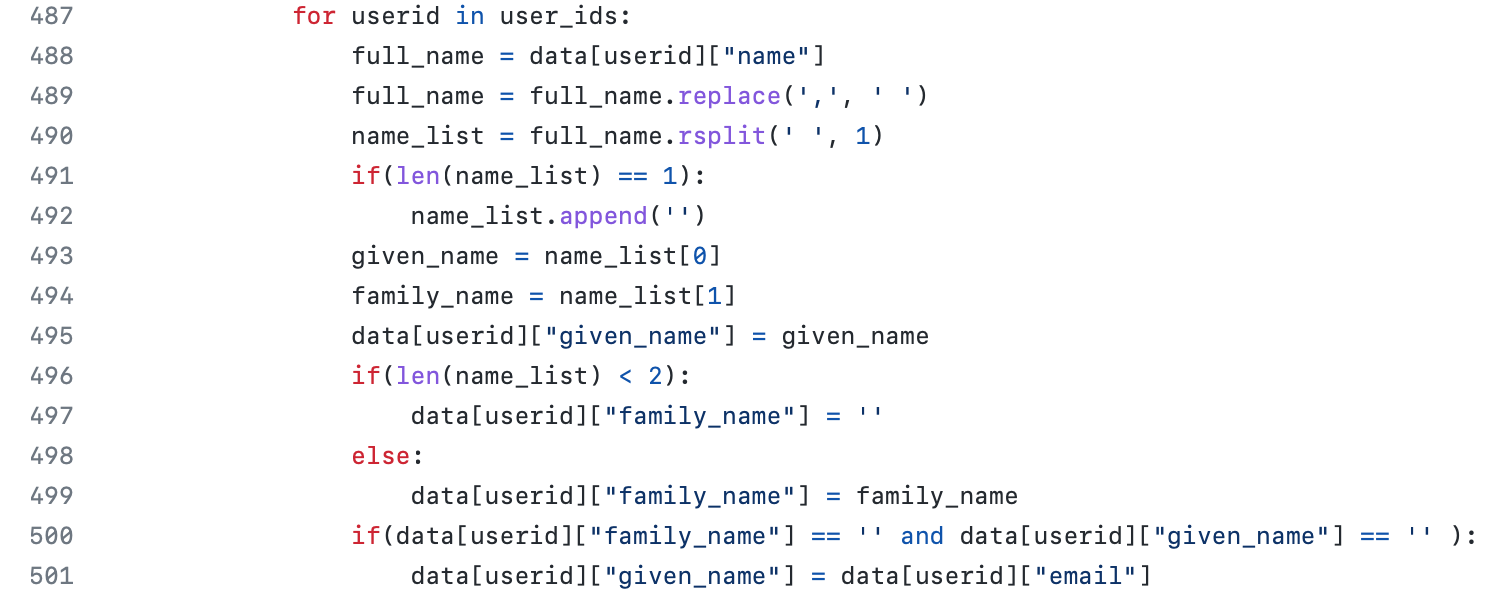 487 for userid in user_ids:
488 full_name = data[userid]["name"]
489 full_name = full_name.replace(',', ' ')
490 name_list = full_name.rsplit(' ', 1)
491 if(len(name_list) == 1):
492 name_list.append('')
493 given_name = name_list[0]
494 family_name = name_list[1]
495 data[userid]["given_name"] = given_name
496 if(len(name_list) < 2):
497 data[userid]["family_name"] = ''
498 else:
499 data[userid]["family_name"] = family_name
500 if(data[userid]["family_name"] == '' and data[userid]["given_name"] == '' ):
501 data[userid]["given_name"] = data[userid]["email"]